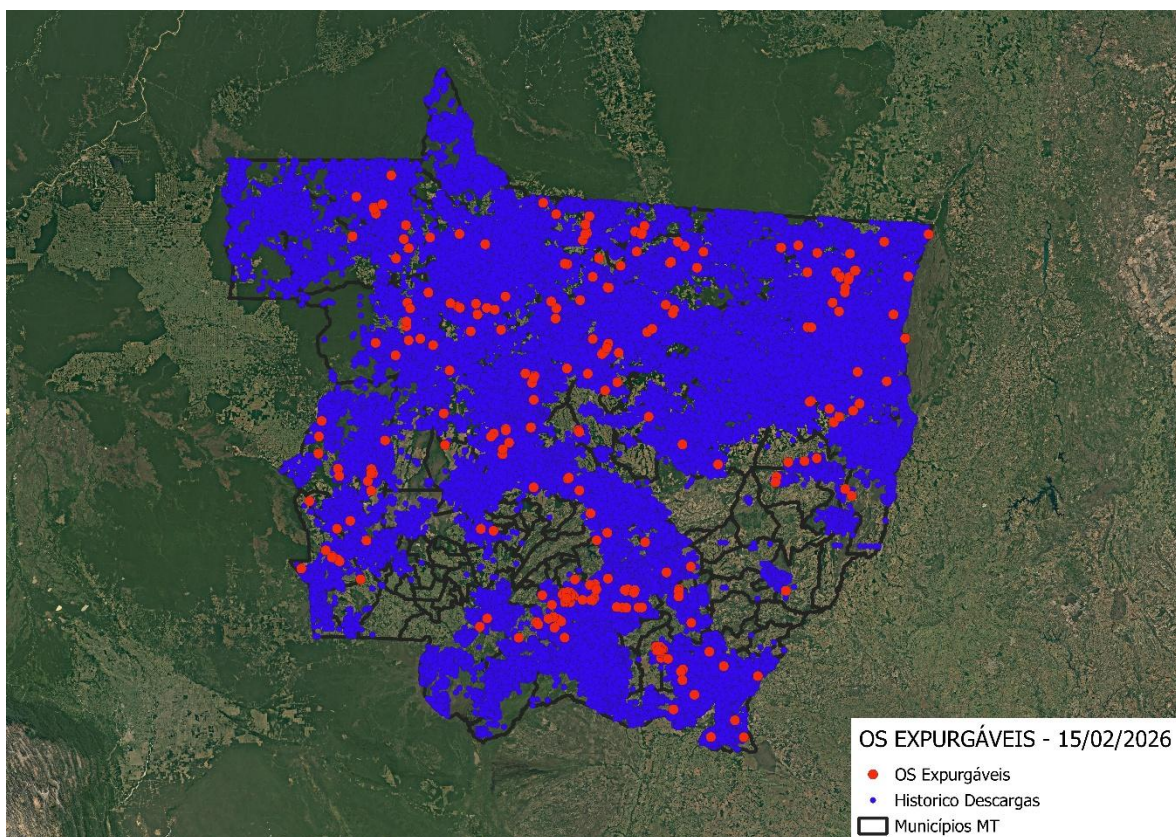 OS EXPURGÁVEIS - 15/02/2026
OS Expurgáveis
Historico Descargas
Municípios MT